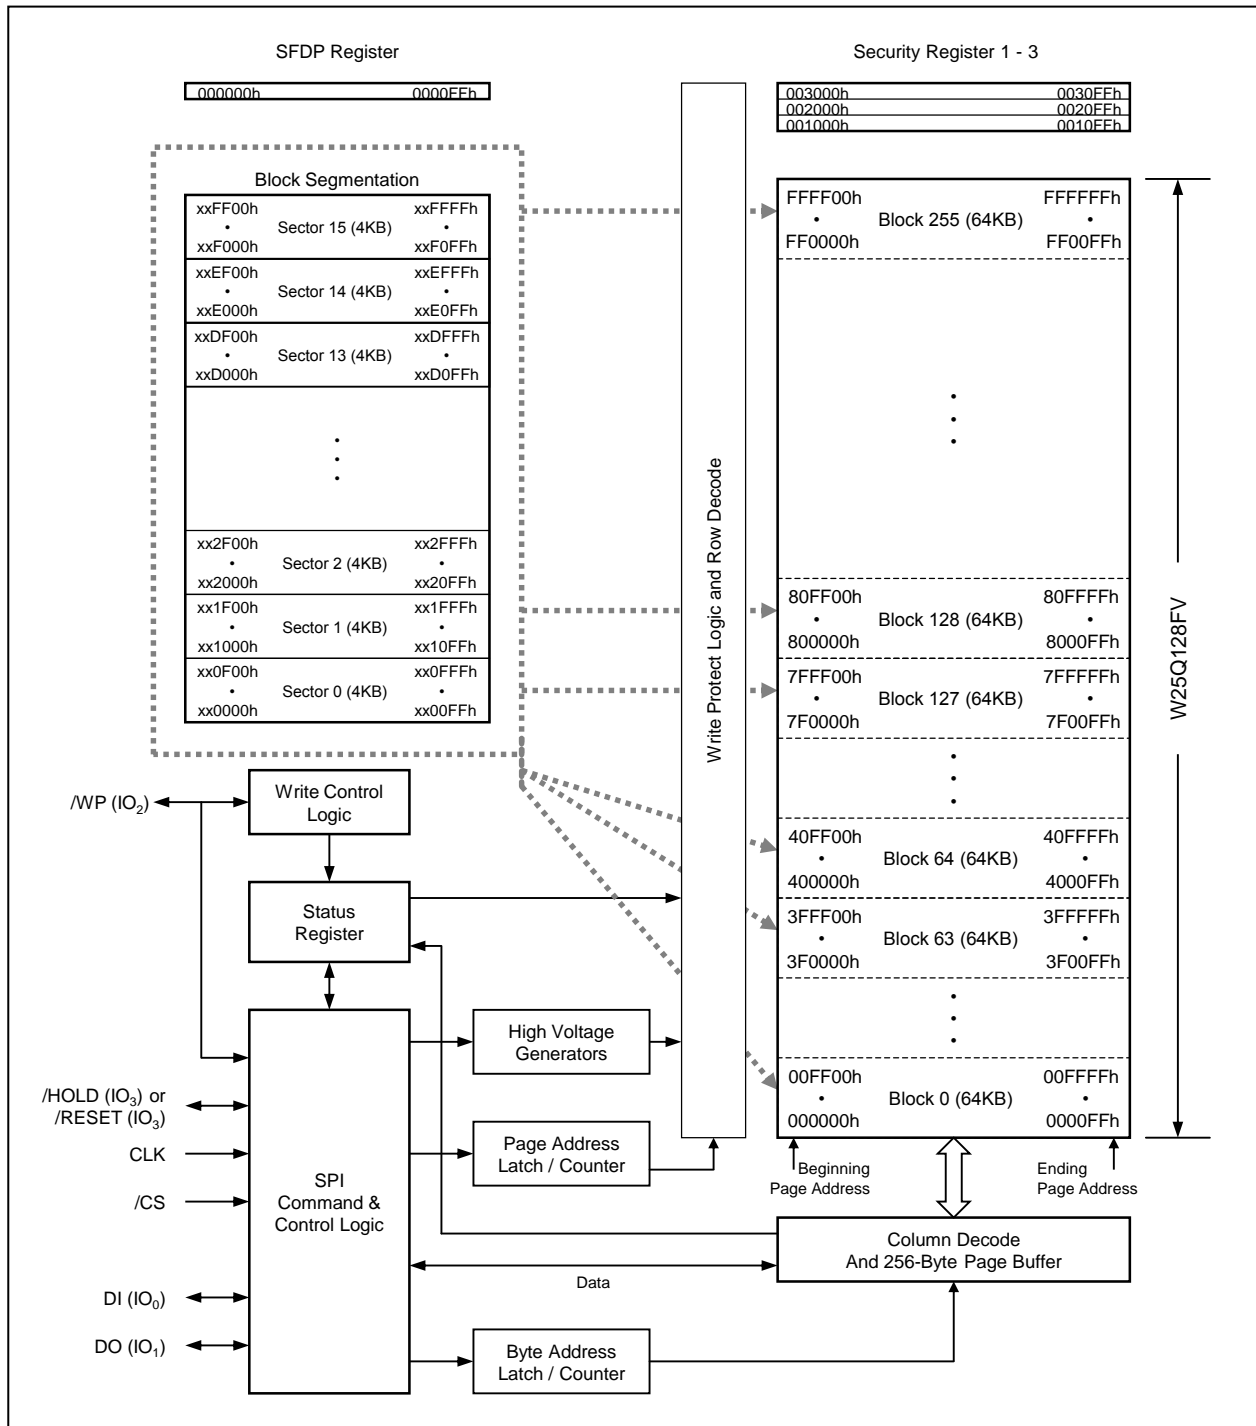 SFDP Register
000000h 0000FFh
Security Register 1 - 3
003000h 0030FFh
002000h 0020FFh
001000h 0010FFh
Block Segmentation
xxFF00h xxFFFFh
• Sector 15 (4KB) •
xxF000h xxF0FFh
xxEF00h xxEFFFh
• Sector 14 (4KB) •
xxE000h xxE0FFh
xxDF00h xxDFFFh
• Sector 13 (4KB) •
xxD000h xxD0FFh
xx2F00h xx2FFFh
• Sector 2 (4KB) •
xx2000h xx20FFh
xx1F00h xx1FFFh
• Sector 1 (4KB) •
xx1000h xx10FFh
xx0F00h xx0FFFh
• Sector 0 (4KB) •
xx0000h xx00FFh
Write Protect Logic and Row Decode
FFFF00h FFFFFFh
• Block 255 (64KB) •
FF0000h FF00FFh
80FF00h 80FFFFh
• Block 128 (64KB) •
800000h 8000FFh
7FFF00h 7FFFFFh
• Block 127 (64KB) •
7F0000h 7F00FFh
40FF00h 40FFFFh
• Block 64 (64KB) •
400000h 4000FFh
3FFF00h 3FFFFFh
• Block 63 (64KB) •
3F0000h 3F00FFh
00FF00h 00FFFFh
• Block 0 (64KB) •
000000h 0000FFh
W25Q128FV
Beginning
Page Address
Ending
Page Address
/WP (IO2)
Write Control
Logic
Status
Register
High Voltage
Generators
/HOLD (IO3) or
/RESET (IO3)
CLK
/CS
DI (IO0)
DO (IO1)
SPI
Command &
Control Logic
Page Address
Latch / Counter
Column Decode
And 256-Byte Page Buffer
Data
Byte Address
Latch / Counter